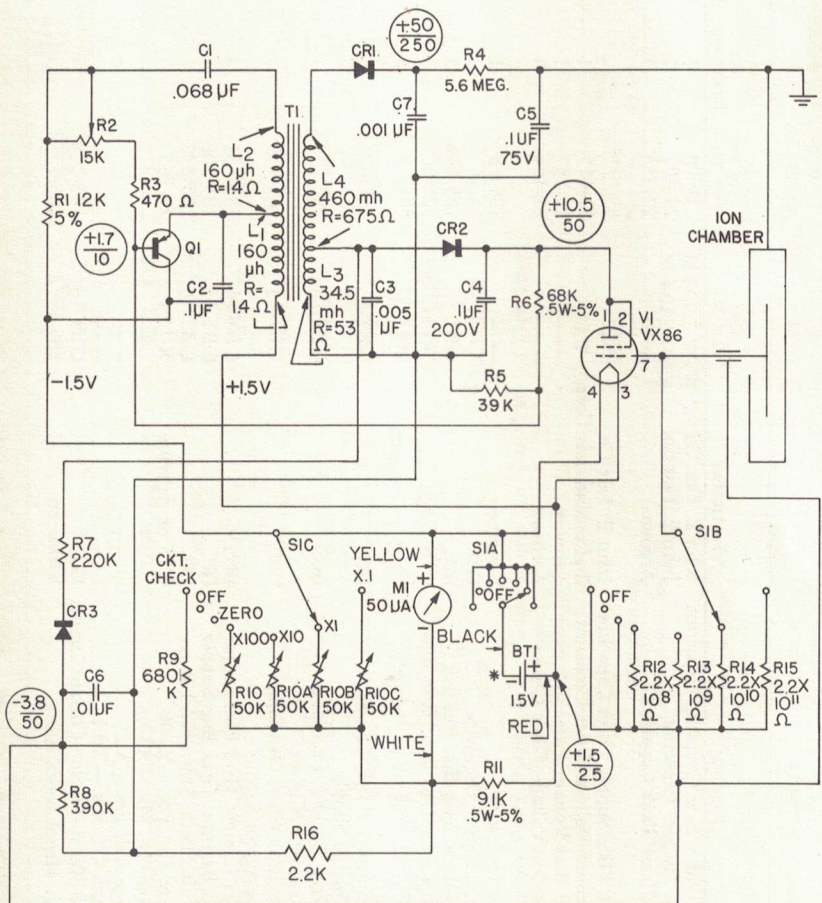 +50
250
C1
.068 μF
CR1
R4
5.6 MEG.
T1
C7
.001 μF
C5
.1UF
75V
R2
15K
L2
160 μh
R=1.4Ω
L4
460 mh
R=675Ω
R1 12K
5%
R3
470 Ω
+1.7
10
Q1
L1
160
μh
R=
1.4 Ω
C2
.1μF
+10.5
50
CR2
ION
CHAMBER
L3
34.5
mh
R=53
Ω
C3
.005
μF
C4
.1μF
200V
R6
68K
.5W-5%
1
2
V1
VX86
7
4
3
R5
39 K
-1.5V
+1.5V
R7
220K
CKT.
CHECK
S1C
YELLOW
S1A
S1B
X.1
+
M1
50 UA
-
OFF
OFF
OFF
ZERO
X100
X10
X1
BLACK
CR3
R9
680
K
BT1
-
+
*
1.5V
RED
R10
50K
R10A
50K
R10B
50K
R10C
50K
C6
.01UF
-3.8
50
WHITE
R12
2.2X
10⁸
Ω
R13
2.2X
10⁹
Ω
R14
2.2X
10¹⁰
Ω
R15
2.2X
10¹¹
Ω
+1.5
2.5
R11
9.1K
.5W-5%
R8
390K
R16
2.2K